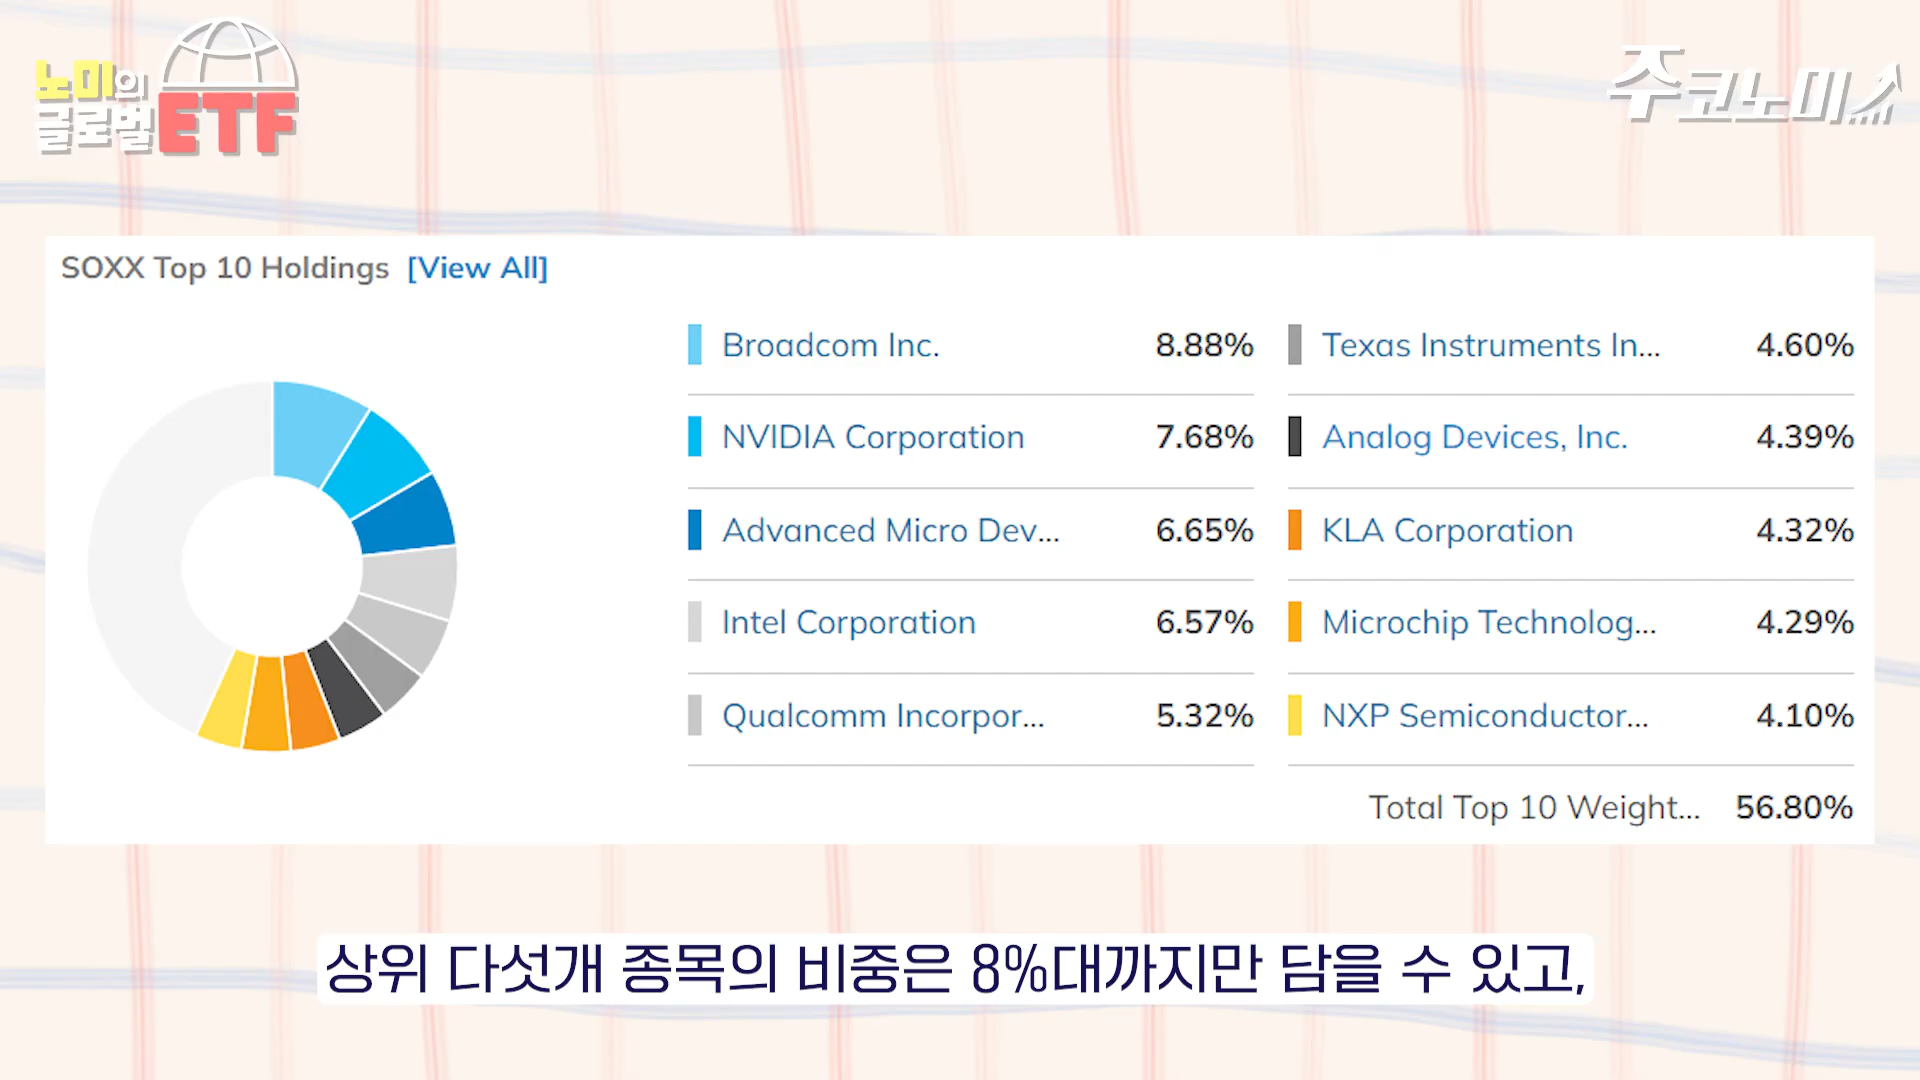 노미의
글로벌 ETF
주코노미
SOXX Top 10 Holdings [View All]
Broadcom Inc. 8.88%
NVIDIA Corporation 7.68%
Advanced Micro Dev... 6.65%
Intel Corporation 6.57%
Qualcomm Incorpor... 5.32%
Texas Instruments In... 4.60%
Analog Devices, Inc. 4.39%
KLA Corporation 4.32%
Microchip Technolog... 4.29%
NXP Semiconductor... 4.10%
Total Top 10 Weight... 56.80%
상위 다섯개 종목의 비중은 8%대까지만 담을 수 있고,